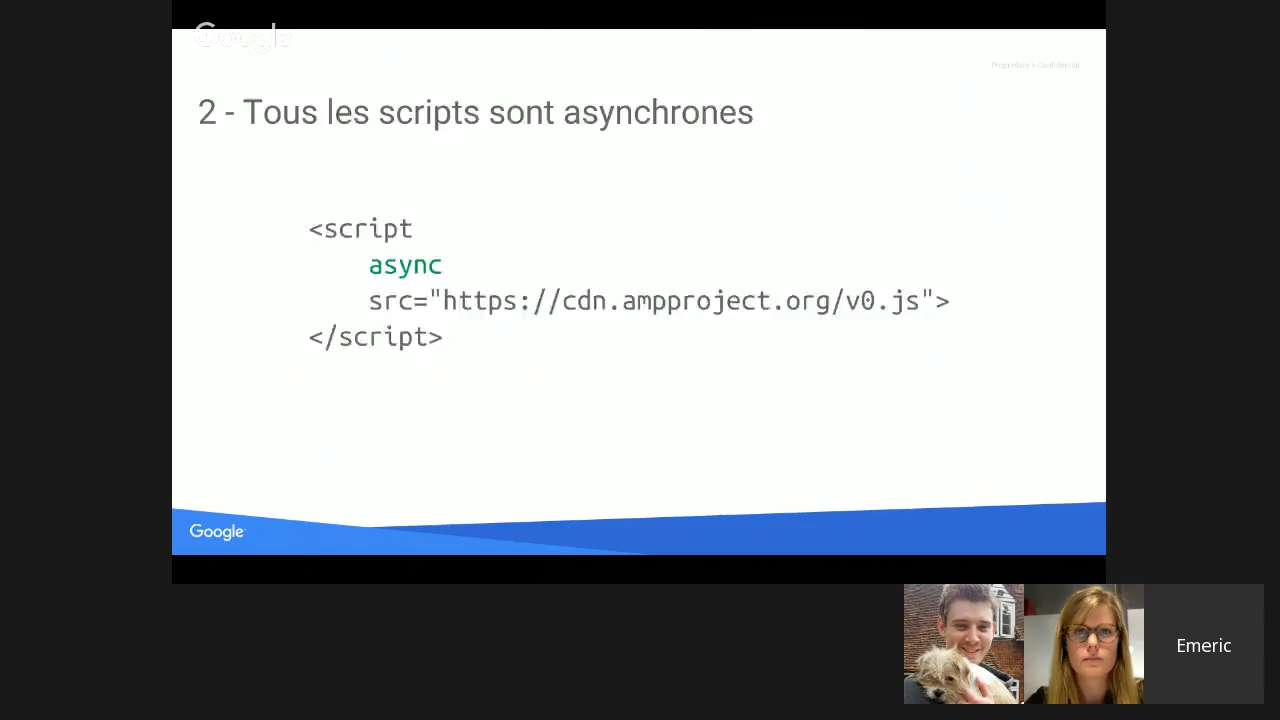 Google
Proprietary + Confidential
2 - Tous les scripts sont asynchrones
<script
async
src="https://cdn.ampproject.org/v0.js">
</script>
Google
Emeric